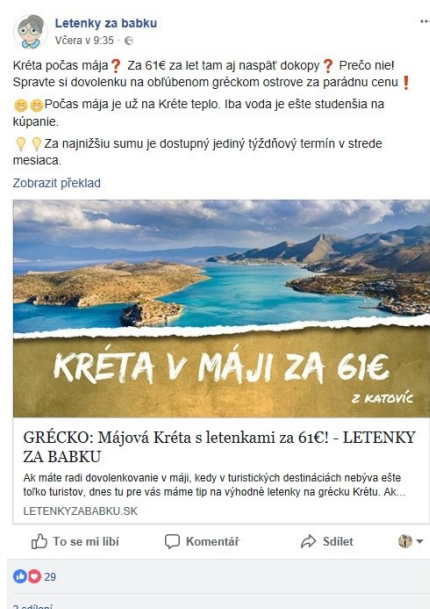 Letenky za babku
Včera v 9:35 ·
Kréta počas mája❓ Za 61€ za let tam aj naspäť dokopy❓ Prečo nie!
Spravte si dovolenku na obľúbenom gréckom ostrove za parádnu cenu❗
😊😊Počas mája je už na Kréte teplo. Iba voda je ešte studenšia na
kúpanie.
💡💡Za najnižšiu sumu je dostupný jediný týždňový termín v strede
mesiaca.
Zobrazit překlad
KRÉTA V MÁJI ZA 61€
Z KATOVÍC
GRÉCKO: Májová Kréta s letenkami za 61€! - LETENKY
ZA BABKU
Ak máte radi dovolenkovanie v máji, kedy v turistických destináciách nebýva ešte
toľko turistov, dnes tu pre vás máme tip na výhodné letenky na grécku Krétu. Ak...
LETENKYZABABKU.SK
To se mi líbí Komentář Sdílet
29
2 sdílení